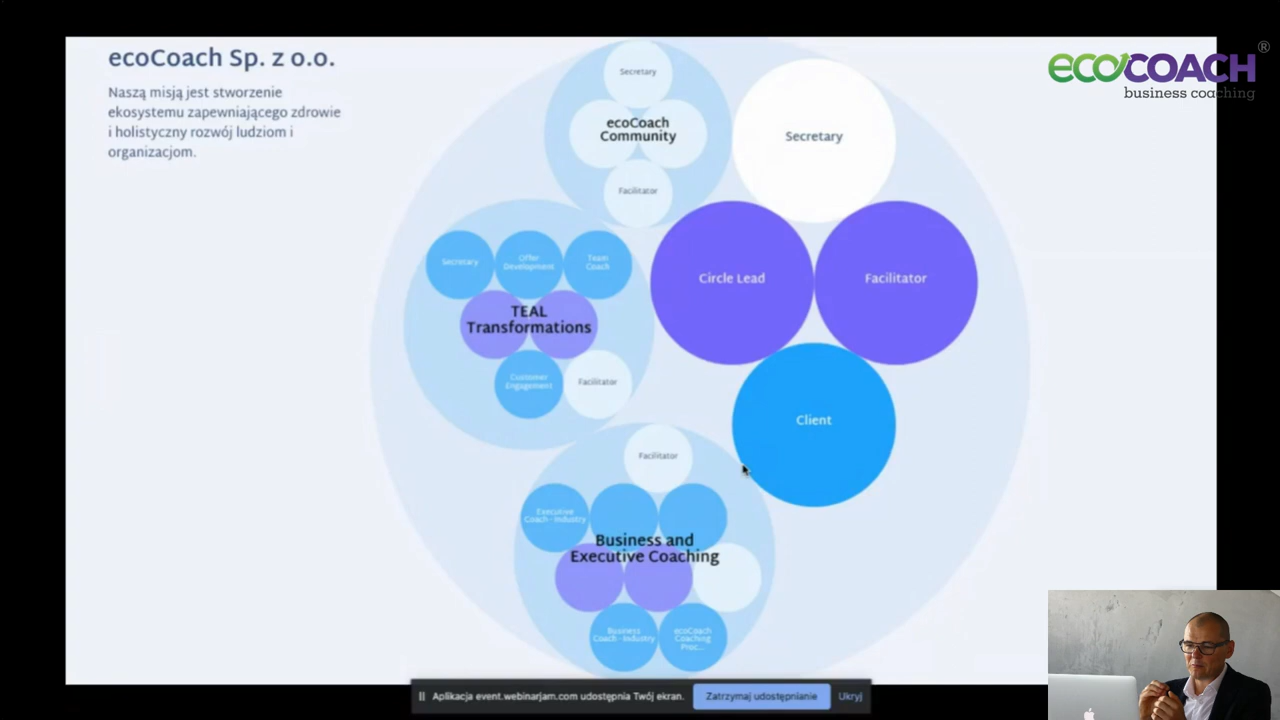 ecoCoach Sp. z o.o.
Naszą misją jest stworzenie
ekosystemu zapewniającego zdrowie
i holistyczny rozwój ludziom i
organizacjom.
ECOCOACH®
business coaching
Secretary
ecoCoach
Community
Facilitator
Secretary
Circle Lead
Facilitator
Client
Secretary
Offer
Development
Team
Coach
TEAL
Transformations
Customer
Engagement
Facilitator
Facilitator
Executive
Coach - Industry
Business and
Executive Coaching
Business
Coach - Industry
ecoCoach
Coaching
Proc...
Aplikacja event.webinarjam.com udostępnia Twój ekran.
Zatrzymaj udostępnianie
Ukryj